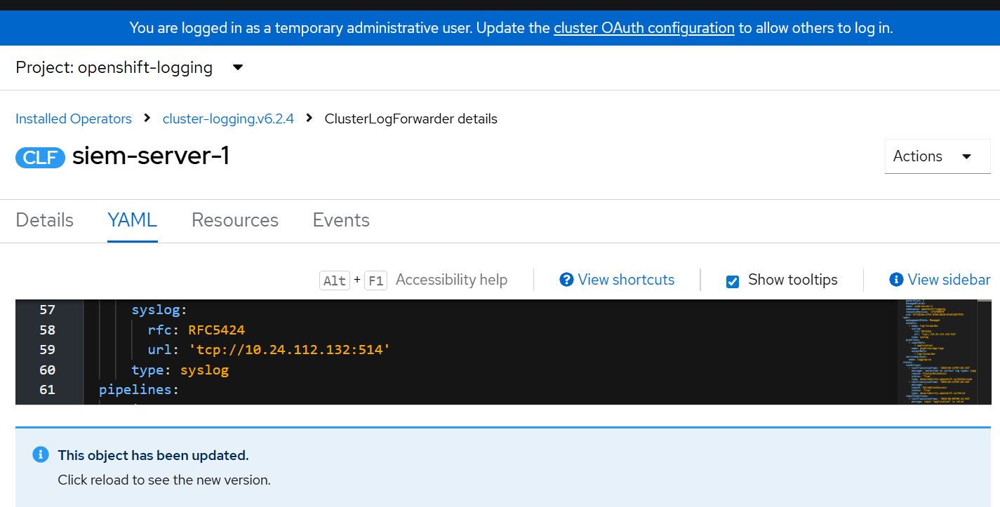 You are logged in as a temporary administrative user. Update the cluster OAuth configuration to allow others to log in.
Project: openshift-logging
Installed Operators > cluster-logging.v6.2.4 > ClusterLogForwarder details
CLF siem-server-1
Actions
Details YAML Resources Events
Alt + F1 Accessibility help View shortcuts Show tooltips View sidebar
57 syslog:
58 rfc: RFC5424
59 url: 'tcp://10.24.112.132:514'
60 type: syslog
61 pipelines:
This object has been updated.
Click reload to see the new version.